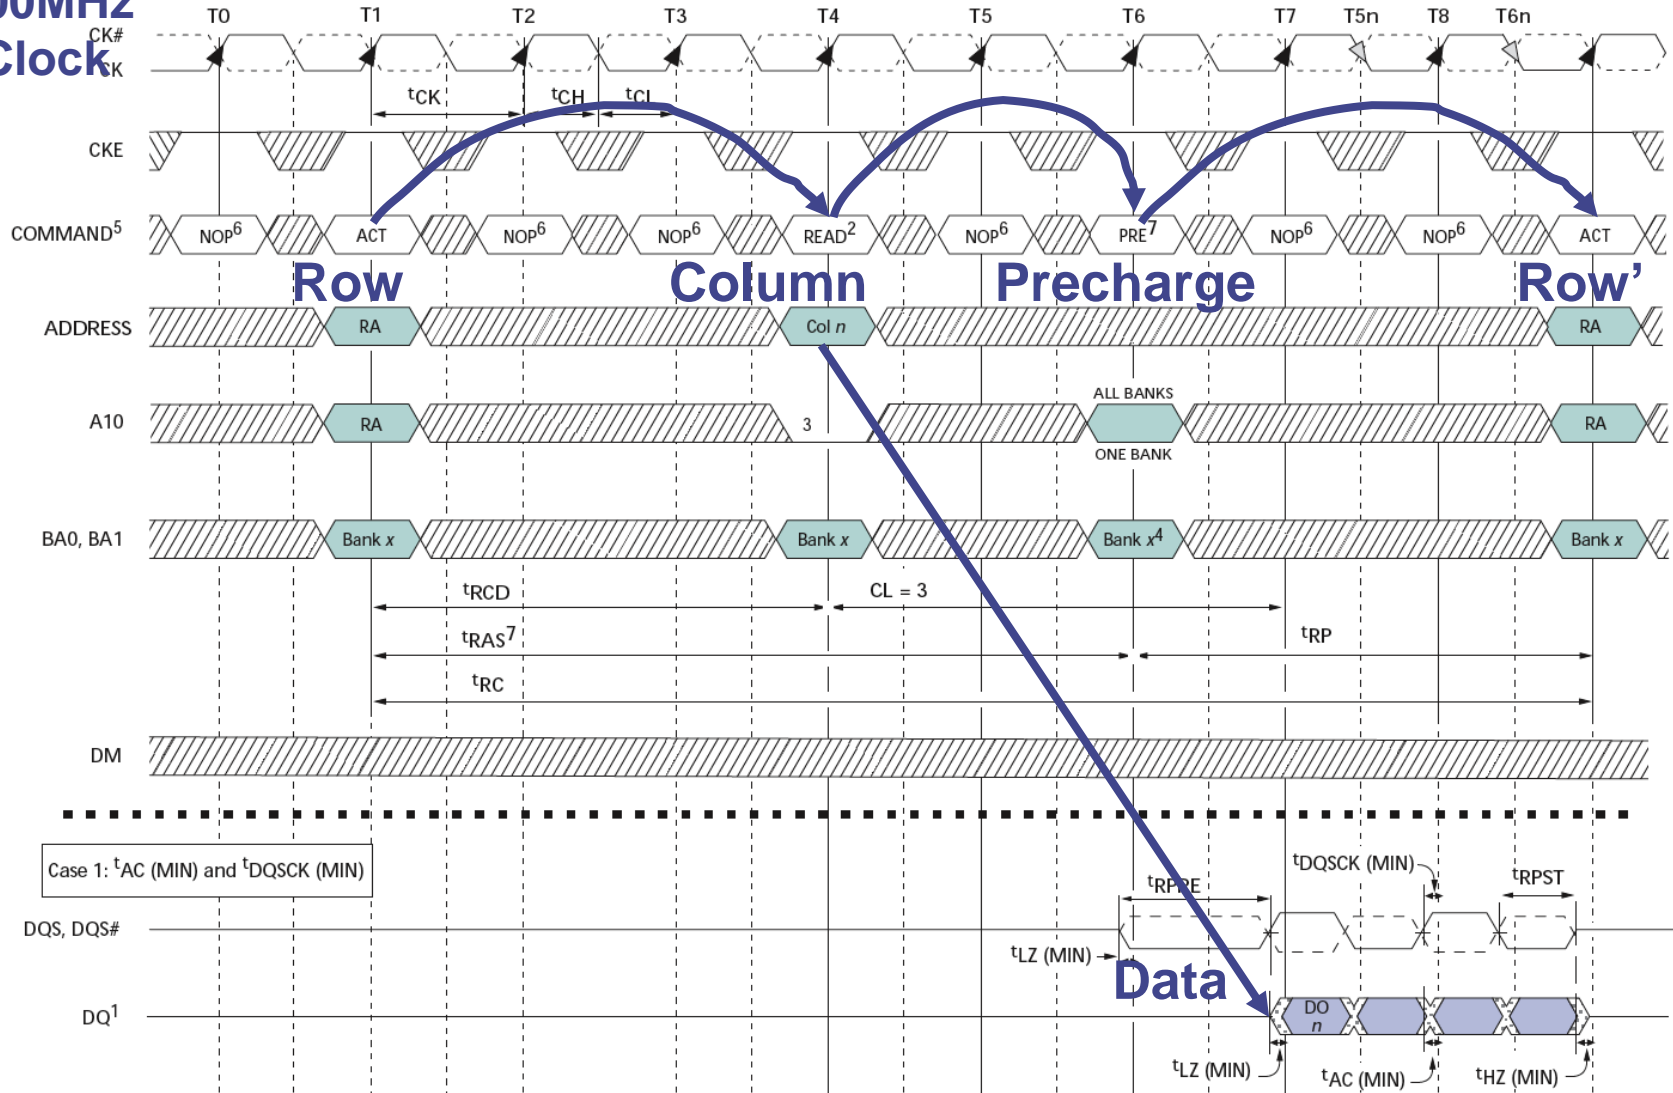 00MHz
Clock
T0 T1 T2 T3 T4 T5 T6 T7 T5n T8 T6n
CK#
CK
tCK tCH tCL
CKE
COMMAND5 NOP6 ACT NOP6 NOP6 READ2 NOP6 PRE7 NOP6 NOP6 ACT
Row Column Precharge Row’
ADDRESS RA Col n RA
ALL BANKS
A10 RA 3 RA
ONE BANK
BA0, BA1 Bank x Bank x Bank x4 Bank x
tRCD CL = 3
tRAS7 tRP
tRC
DM
Case 1: tAC (MIN) and tDQSCK (MIN)
tDQSCK (MIN)
tRPRE tRPST
DQS, DQS#
tLZ (MIN)
Data
DQ1 DO
n
tLZ (MIN) tAC (MIN) tHZ (MIN)